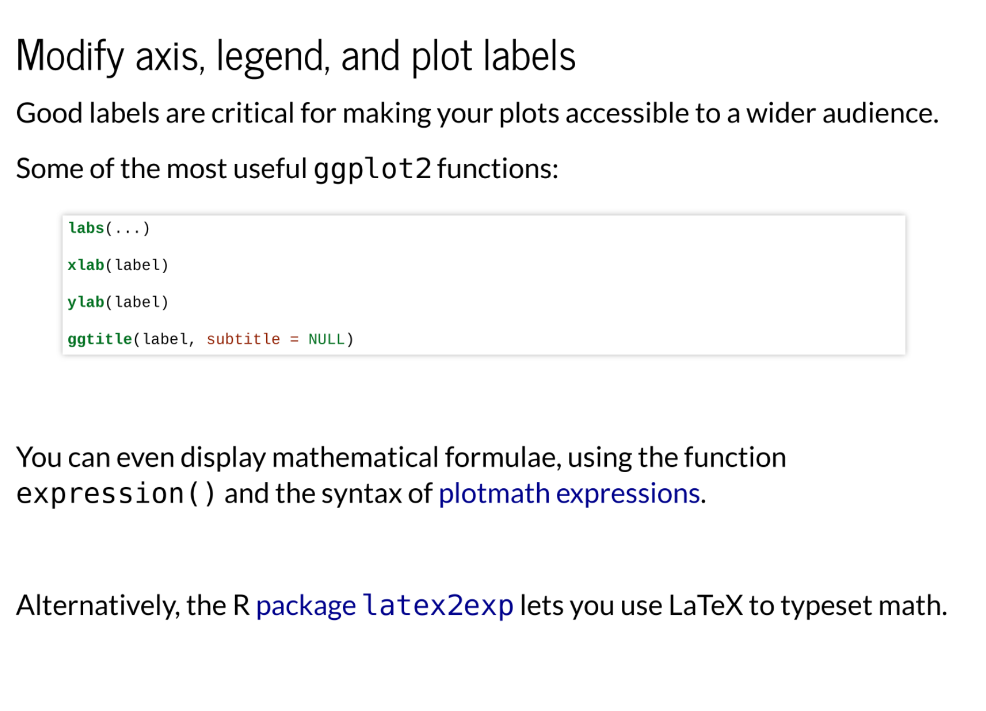 Modify axis, legend, and plot labels
Good labels are critical for making your plots accessible to a wider audience.
Some of the most useful ggplot2 functions:
labs(...)
xlab(label)
ylab(label)
ggtitle(label, subtitle = NULL)
You can even display mathematical formulae, using the function
expression() and the syntax of plotmath expressions.
Alternatively, the R package latex2exp lets you use LaTeX to typeset math.